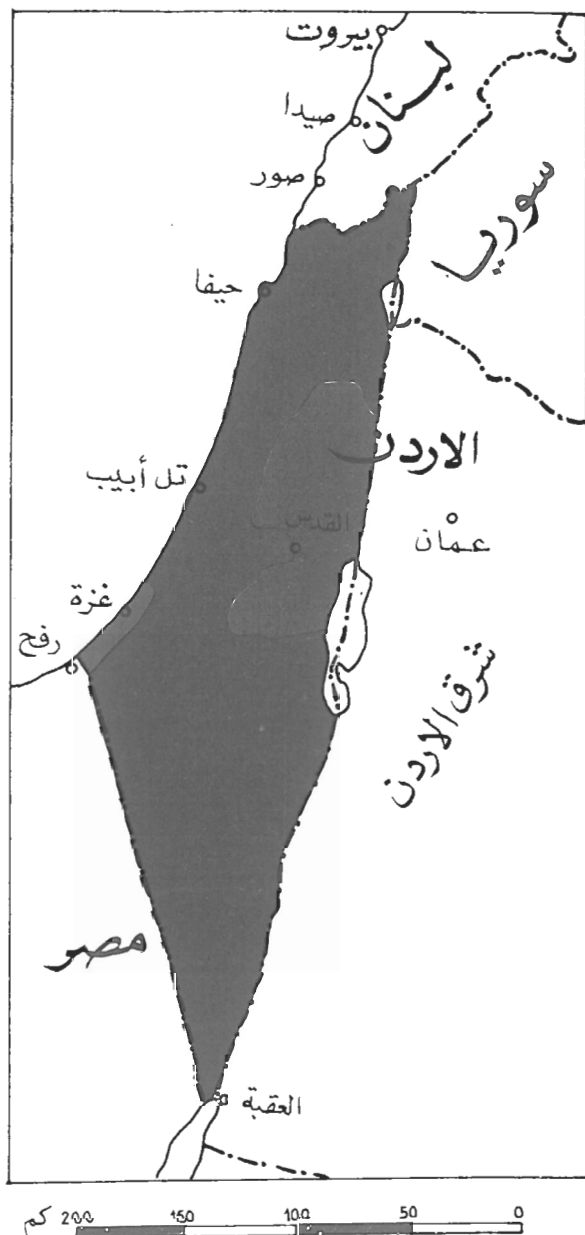 بيروت
لبنان
صيدا
صور
سوريا
حيفا
الاردن
تل أبيب
القدس
عمان
غزة
رفح
شرق الاردن
مصر
العقبة
كم 200 150 100 50 0